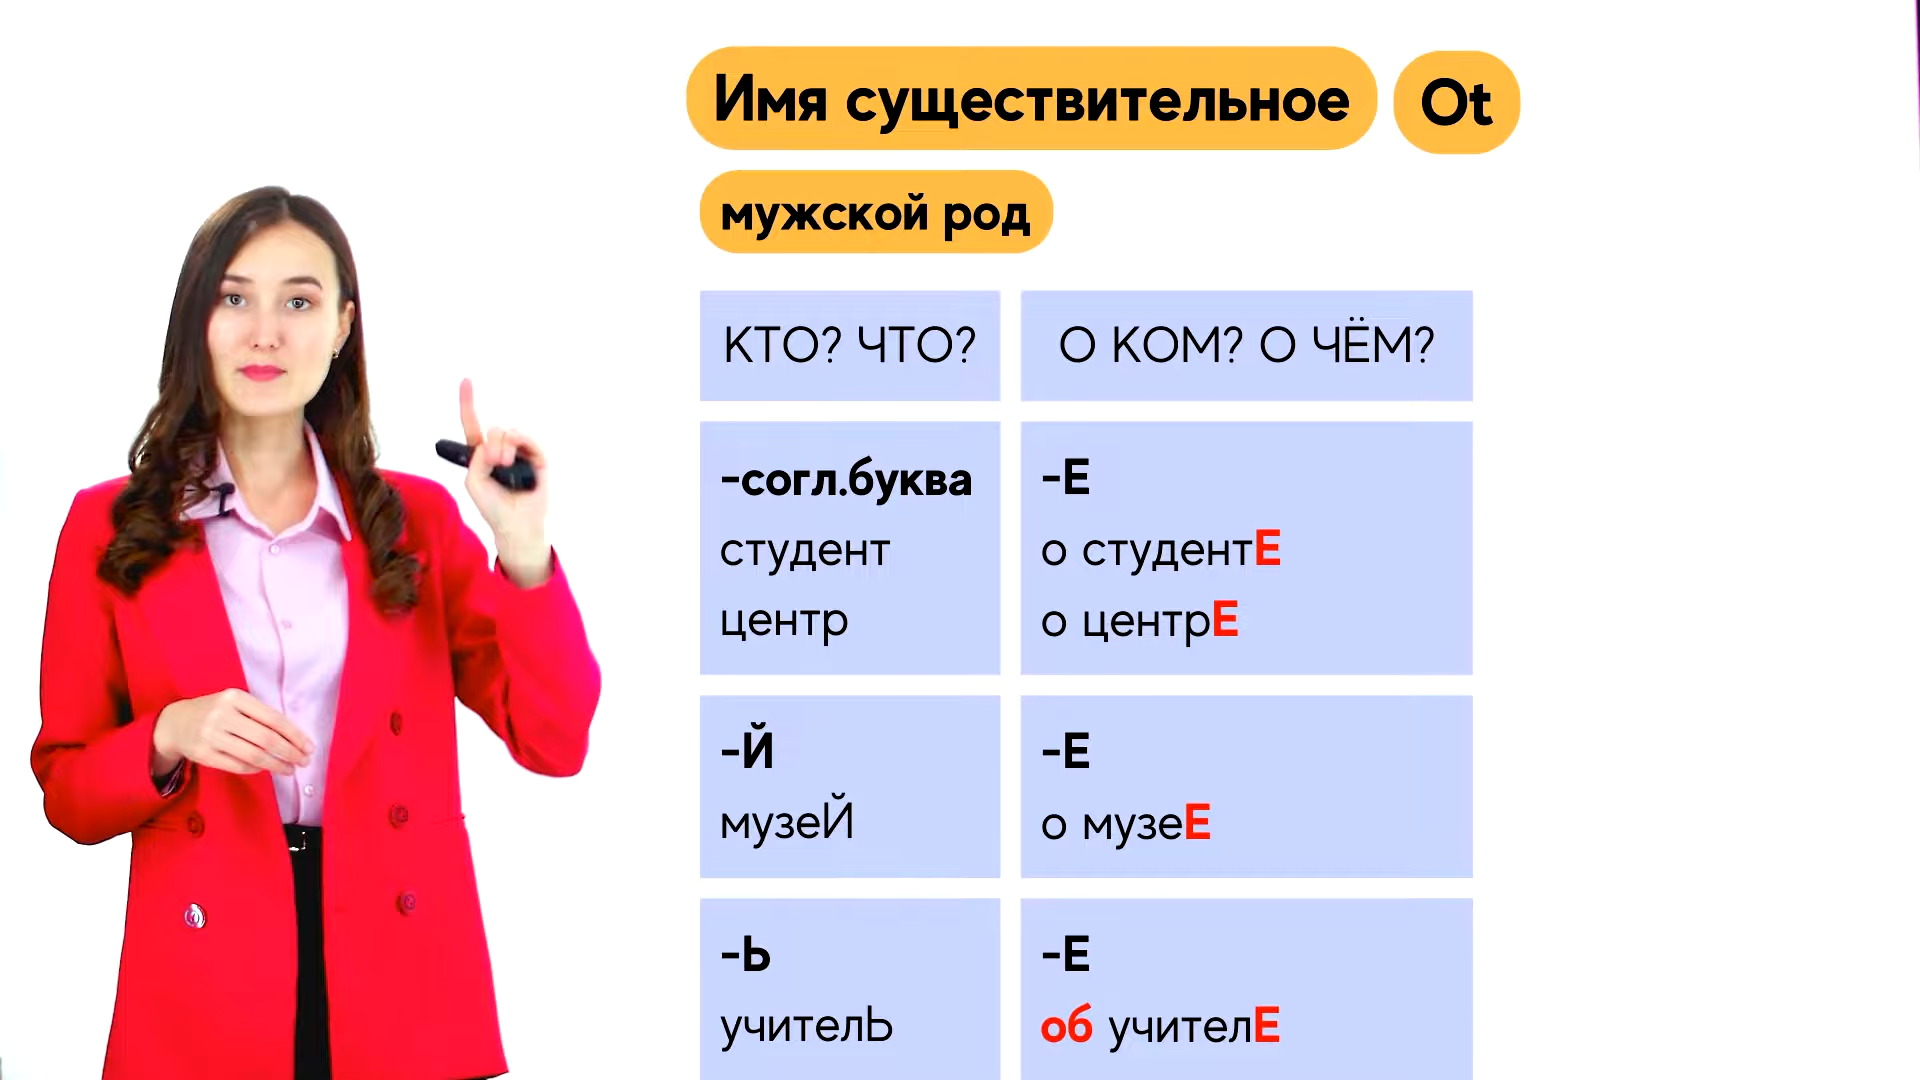 Имя существительное Ot
мужской род
КТО? ЧТО? О КОМ? О ЧЁМ?
-согл.буква -Е
студент о студентЕ
центр о центрЕ
-Й -Е
музеЙ о музеЕ
-Ь -Е
учителЬ об учителЕ